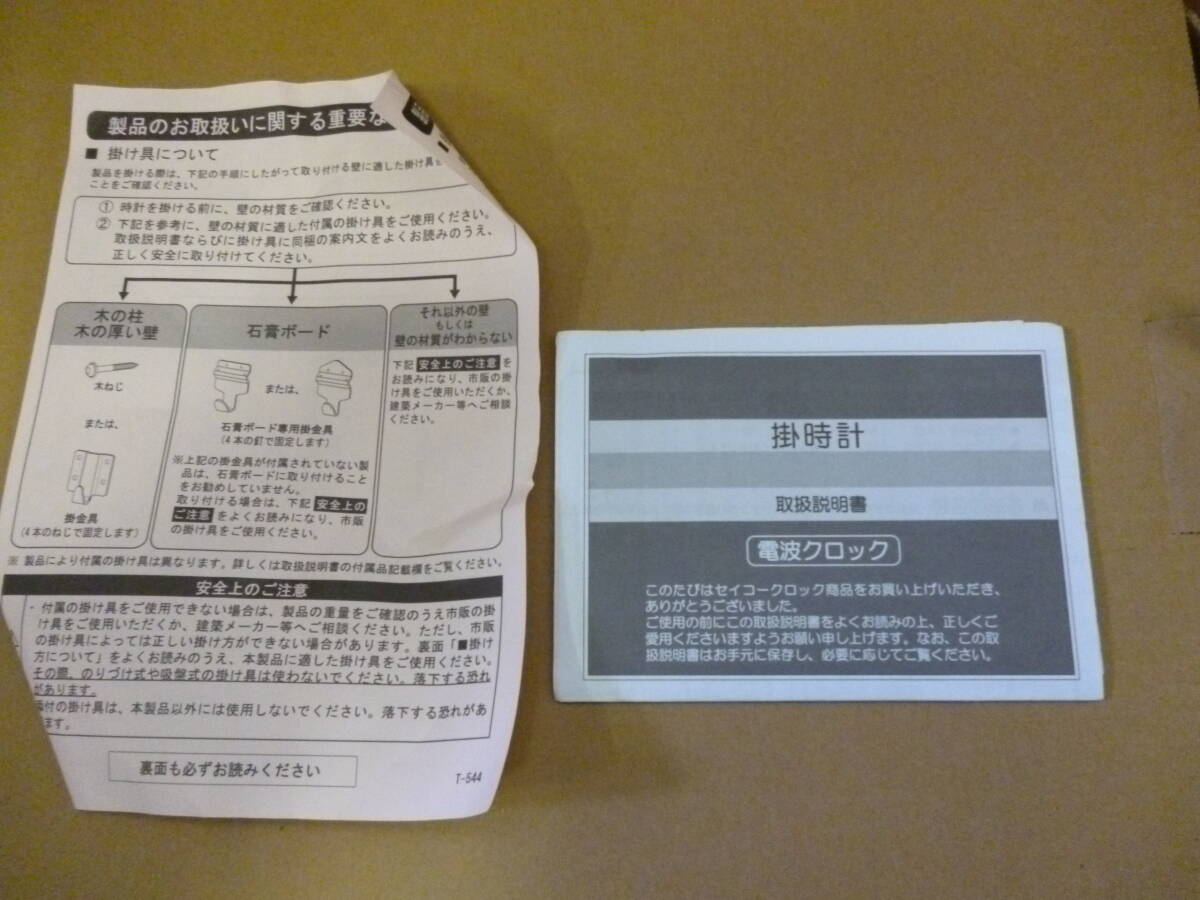 製品のお取扱いに関する重要な
■ 掛け具について
製品を掛ける際は、下記の手順にしたがって取り付ける壁に適した掛け具
ことをご確認ください。
① 時計を掛ける前に、壁の材質をご確認ください。
② 下記を参考に、壁の材質に適した付属の掛け具をご使用ください。
取扱説明書ならびに掛け具に同梱の案内文をよくお読みのうえ、
正しく安全に取り付けてください。
木の柱
木の厚い壁
木ねじ
または、
掛金具
(4本のねじで固定します)
石膏ボード
または、
石膏ボード専用掛金具
(4本の釘で固定します)
※上記の掛金具が付属されていない製
品は、石膏ボードに取り付けること
をお勧めしていません。
取り付ける場合は、下記 安全上の
ご注意 をよくお読みになり、市販
の掛け具をご使用ください。
それ以外の壁
もしくは
壁の材質がわからない
下記 安全上のご注意 を
お読みになり、市販の掛
け具をご使用いただくか、
建築メーカー等へご相談
ください。
※ 製品により付属の掛け具は異なります。詳しくは取扱説明書の付属品記載欄をご覧ください。
安全上のご注意
・付属の掛け具をご使用できない場合は、製品の重量をご確認のうえ市販の掛
け具をご使用いただくか、建築メーカー等へご相談ください。ただし、市販
の掛け具によっては正しい掛け方ができない場合があります。裏面「■掛け
方について」をよくお読みのうえ、本製品に適した掛け具をご使用ください。
その際、のりづけ式や吸盤式の掛け具は使わないでください。落下する恐れ
があります。
付の掛け具は、本製品以外には使用しないでください。落下する恐れがあ
ます。
裏面も必ずお読みください
T-544
掛時計
取扱説明書
電波クロック
このたびはセイコークロック商品をお買い上げいただき、
ありがとうございました。
ご使用の前にこの取扱説明書をよくお読みの上、正しくご
愛用くださいますようお願い申し上げます。なお、この取
扱説明書はお手元に保存し、必要に応じてご覧ください。